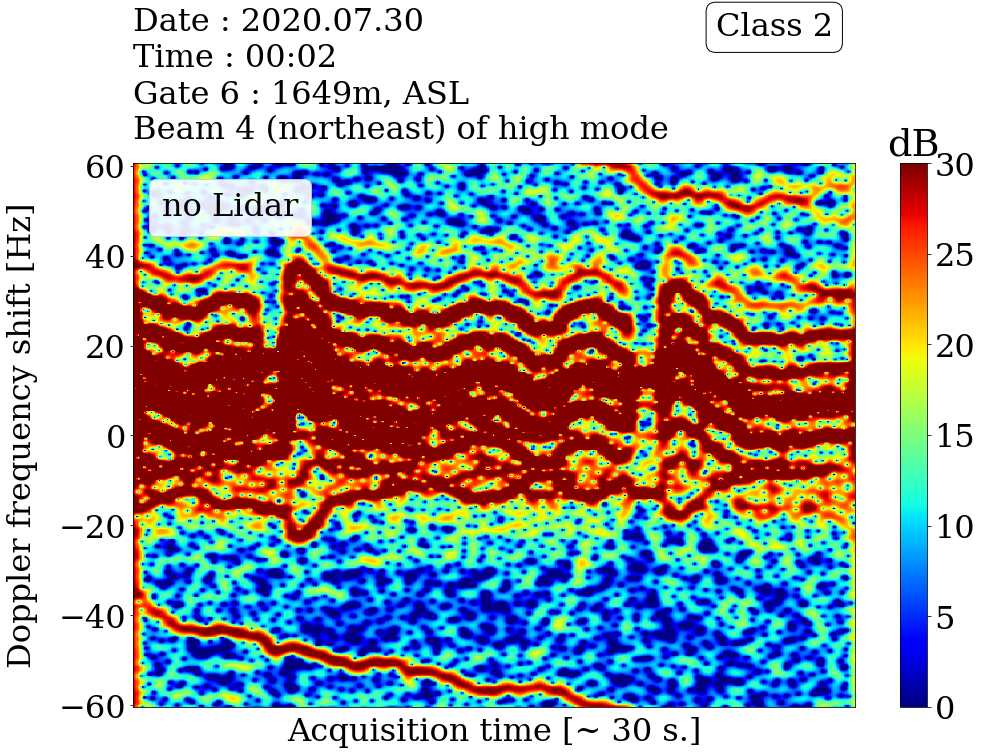 Date : 2020.07.30
Time : 00:02
Gate 6 : 1649m, ASL
Beam 4 (northeast) of high mode
Class 2
dB
no Lidar
60
40
20
0
−20
−40
−60
Doppler frequency shift [Hz]
Acquisition time [~ 30 s.]
30
25
20
15
10
5
0